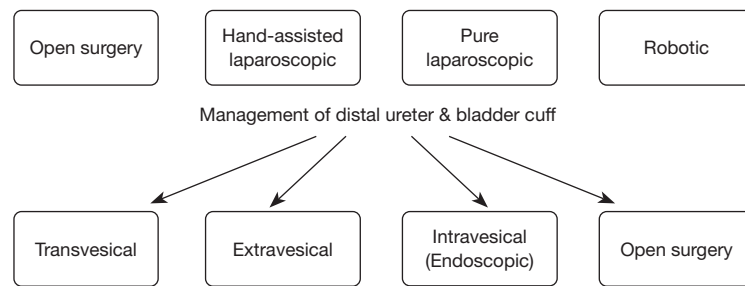 Open surgery
Hand-assisted
laparoscopic
Pure
laparoscopic
Robotic
Management of distal ureter & bladder cuff
Transvesical
Extravesical
Intravesical
(Endoscopic)
Open surgery